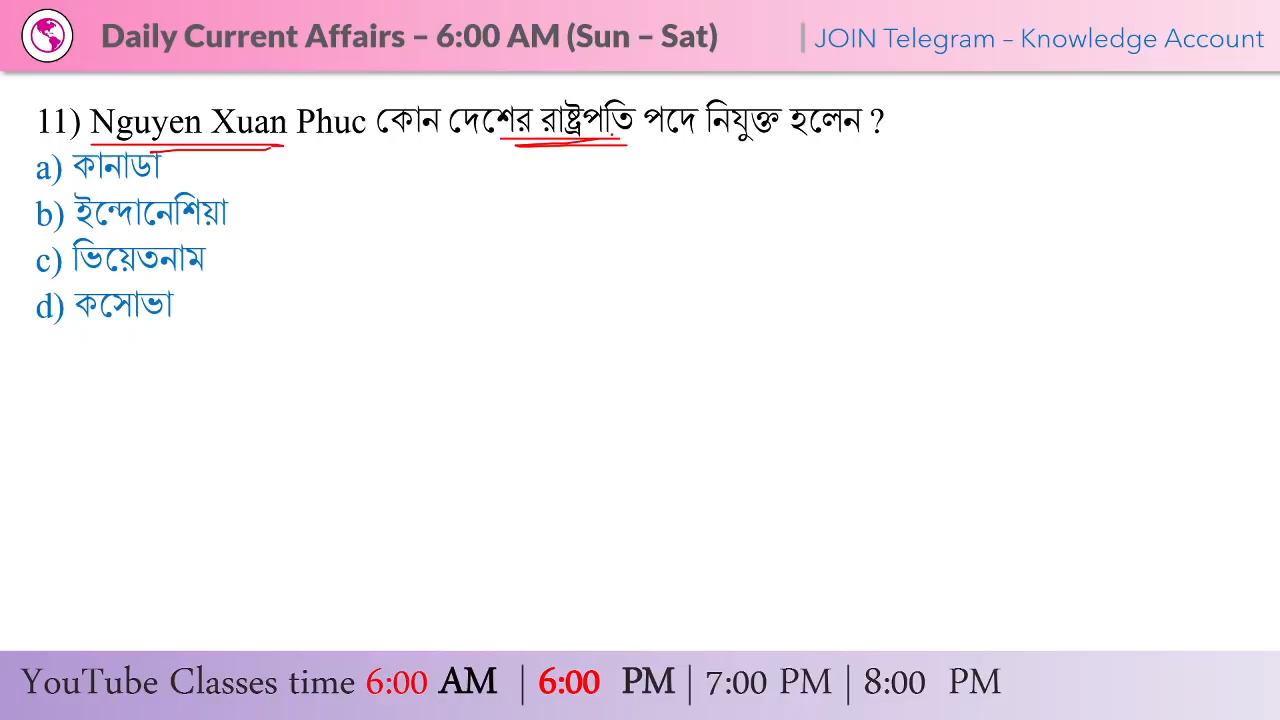 Daily Current Affairs – 6:00 AM (Sun – Sat)
JOIN Telegram – Knowledge Account
11) Nguyen Xuan Phuc কোন দেশের রাষ্ট্রপতি পদে নিযুক্ত হলেন ?
a) কানাডা
b) ইন্দোনেশিয়া
c) ভিয়েতনাম
d) কসোভা
YouTube Classes time 6:00 AM | 6:00 PM | 7:00 PM | 8:00 PM